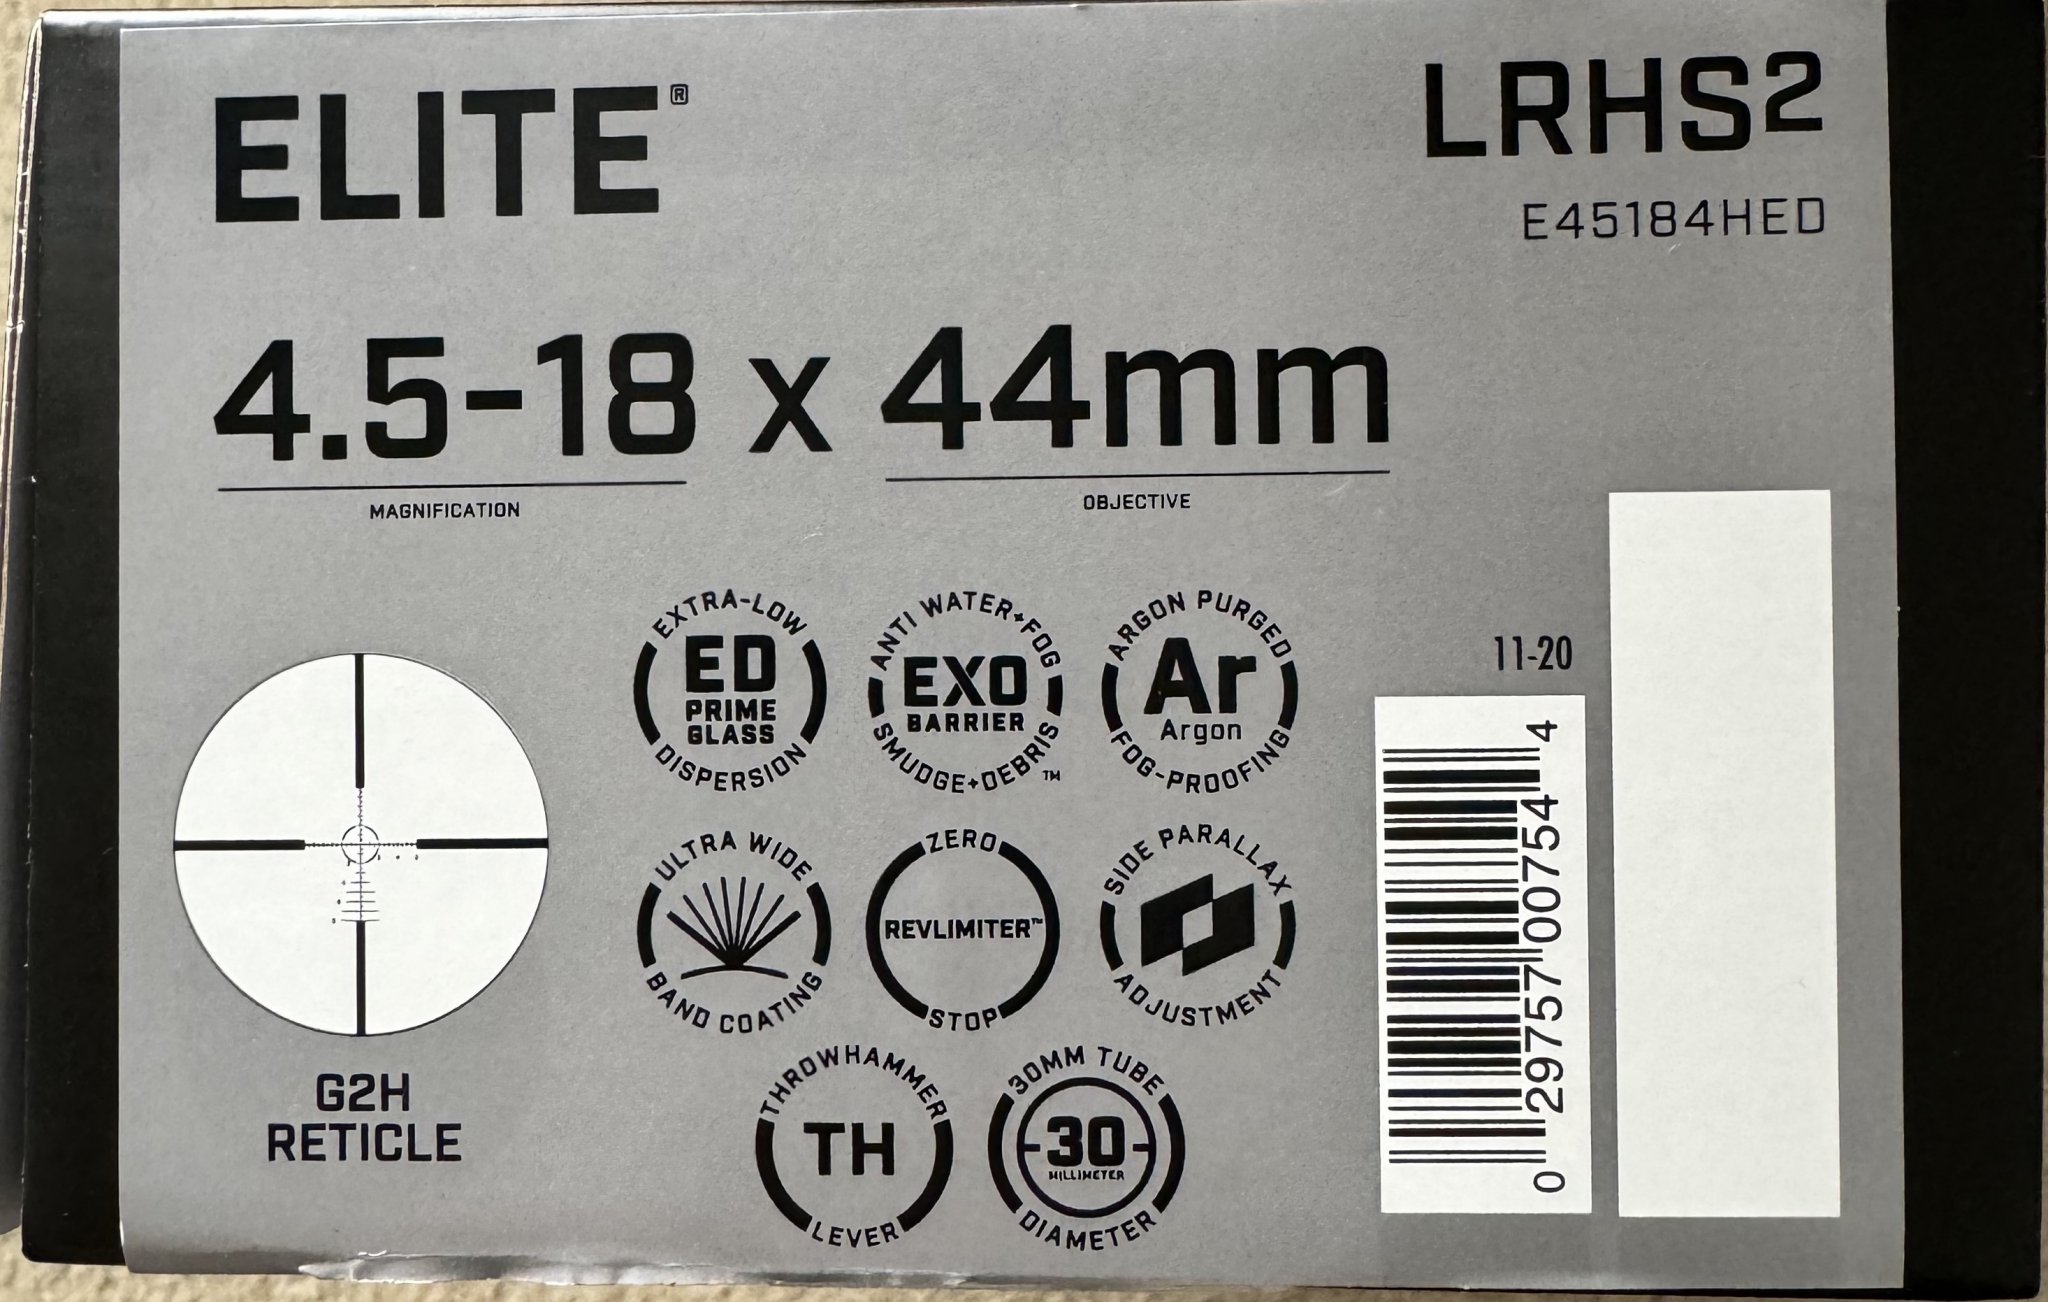 ELITE®
LRHS2
E45184HED
4.5-18 x 44mm
MAGNIFICATION
OBJECTIVE
EXTRA-LOW
ED
PRIME
GLASS
DISPERSION
ANTI WATER+FOG
EXO
BARRIER
SMUDGE+DEBRIS™
ARGON PURGED
Ar
Argon
FOG-PROOFING
11-20
ULTRA WIDE
BAND COATING
ZERO
REVLIMITER™
STOP
SIDE PARALLAX
ADJUSTMENT
G2H
RETICLE
THROWHAMMER
TH
LEVER
30MM TUBE
30
MILLIMETER
DIAMETER
0 29757 00754 4